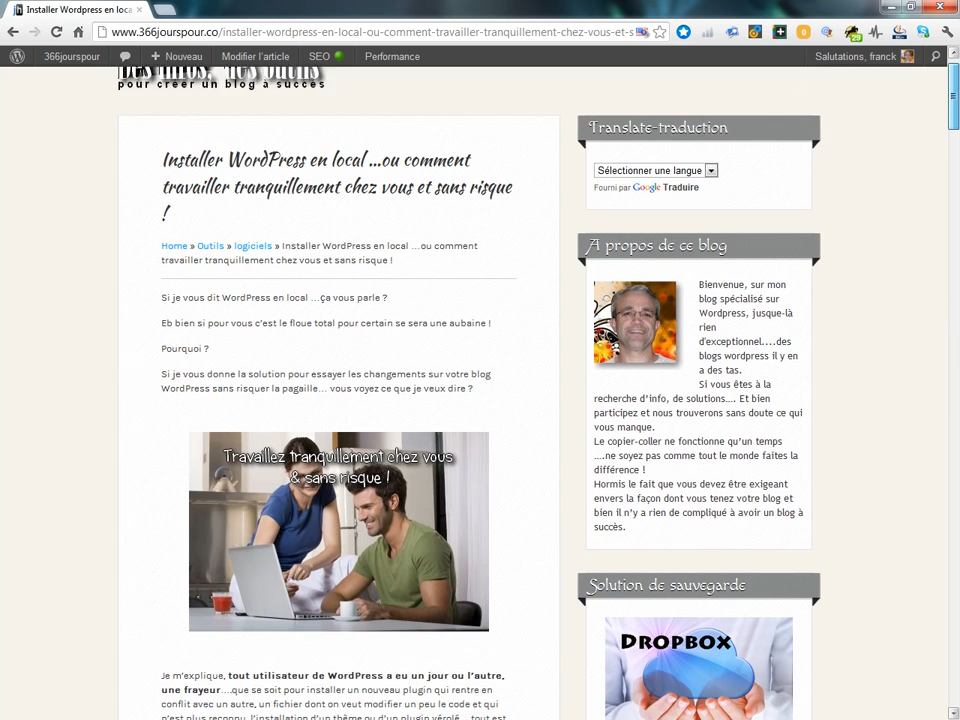 Installer Wordpress en loca
www.366jourspour.co/installer-wordpress-en-local-ou-comment-travailler-tranquillement-chez-vous-et-s
366jourspour
Nouveau
Modifier l'article
SEO
Performance
Salutations, franck
Des infos, des outils
pour créer un blog à succès
Installer WordPress en local ...ou comment
travailler tranquillement chez vous et sans risque
!
Home » Outils » logiciels » Installer WordPress en local …ou comment
travailler tranquillement chez vous et sans risque !
Si je vous dit WordPress en local …ça vous parle ?
Eb bien si pour vous c'est le floue total pour certain se sera une aubaine !
Pourquoi ?
Si je vous donne la solution pour essayer les changements sur votre blog
WordPress sans risquer la pagaille… vous voyez ce que je veux dire ?
Travaillez tranquillement chez vous
& sans risque !
Je m'explique, tout utilisateur de WordPress a eu un jour ou l'autre,
une frayeur….que se soit pour installer un nouveau plugin qui rentre en
conflit avec un autre, un fichier dont on veut modifier un peu le code et qui
n'est plus reconnu, l'installation d'un thème ou d'un plugin vérolé… tout est
Translate-traduction
Sélectionner une langue
Fourni par Google Traduire
A propos de ce blog
Bienvenue, sur mon
blog spécialisé sur
Wordpress, jusque-là
rien
d'exceptionnel....des
blogs wordpress il y en
a des tas.
Si vous êtes à la
recherche d'info, de solutions…. Et bien
participez et nous trouverons sans doute ce qui
vous manque.
Le copier-coller ne fonctionne qu'un temps
….ne soyez pas comme tout le monde faites la
différence !
Hormis le fait que vous devez être exigeant
envers la façon dont vous tenez votre blog et
bien il n'y a rien de compliqué à avoir un blog à
succès.
Solution de sauvegarde
DROPBOX